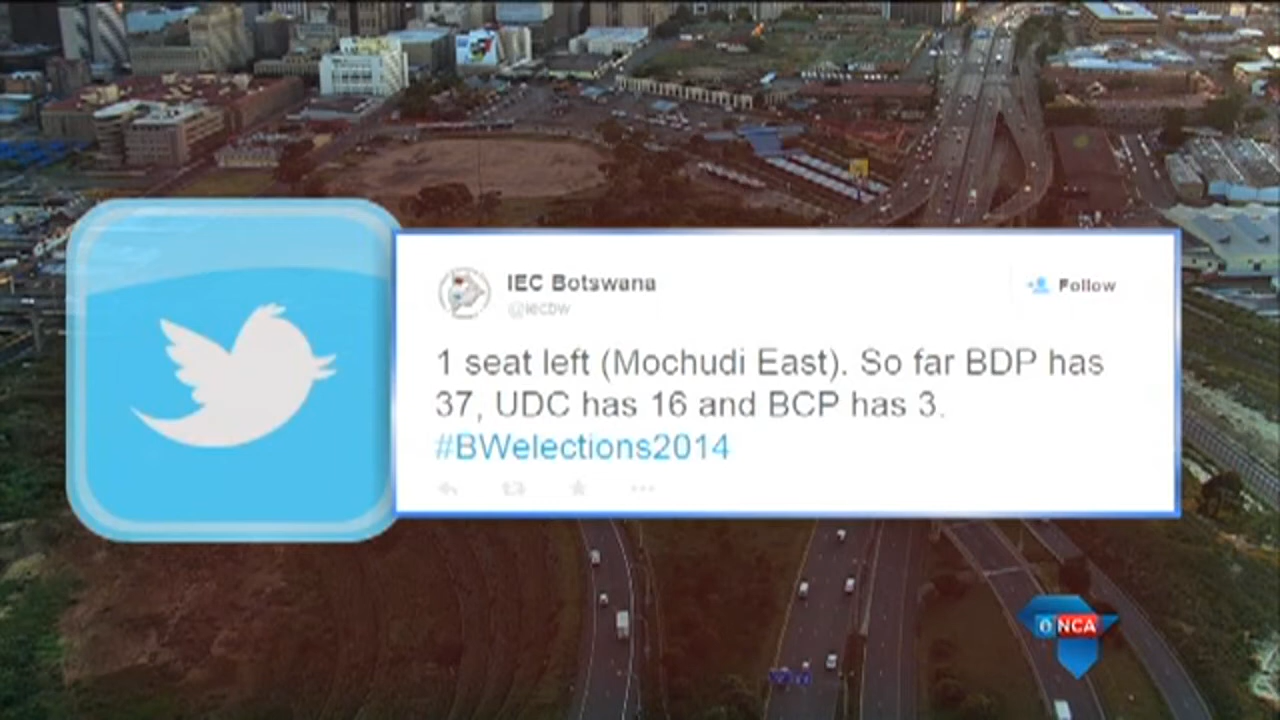 IEC Botswana
@iecbw
Follow
1 seat left (Mochudi East). So far BDP has
37, UDC has 16 and BCP has 3.
#BWelections2014
eNCA